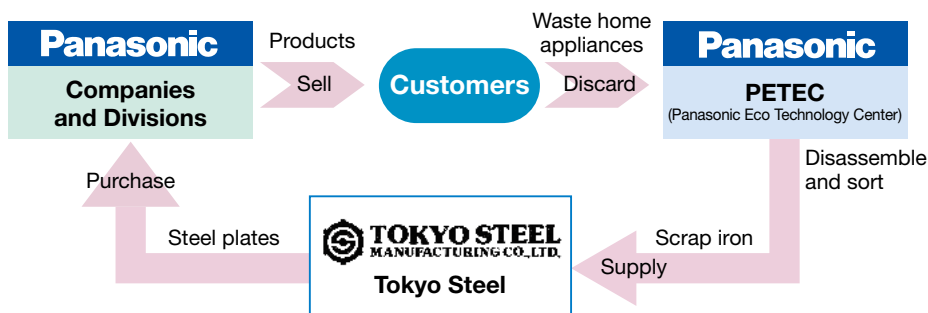 Panasonic
Companies
and Divisions
Products
Sell
Customers
Waste home
appliances
Discard
Panasonic
PETEC
(Panasonic Eco Technology Center)
Disassemble
and sort
Scrap iron
Supply
TOKYO STEEL
MANUFACTURING CO.,LTD.
Tokyo Steel
Steel plates
Purchase